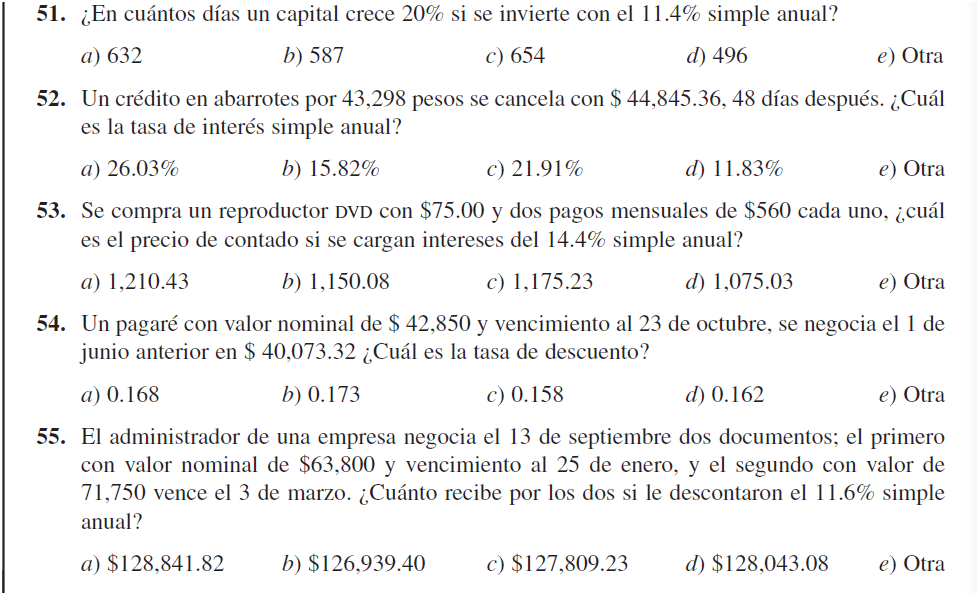 51. ¿En cuántos días un capital crece 20% si se invierte con el 11.4% simple anual?
a) 632 b) 587 c) 654 d) 496 e) Otra
52. Un crédito en abarrotes por 43,298 pesos se cancela con $ 44,845.36, 48 días después. ¿Cuál
es la tasa de interés simple anual?
a) 26.03% b) 15.82% c) 21.91% d) 11.83% e) Otra
53. Se compra un reproductor DVD con $75.00 y dos pagos mensuales de $560 cada uno, ¿cuál
es el precio de contado si se cargan intereses del 14.4% simple anual?
a) 1,210.43 b) 1,150.08 c) 1,175.23 d) 1,075.03 e) Otra
54. Un pagaré con valor nominal de $ 42,850 y vencimiento al 23 de octubre, se negocia el 1 de
junio anterior en $ 40,073.32 ¿Cuál es la tasa de descuento?
a) 0.168 b) 0.173 c) 0.158 d) 0.162 e) Otra
55. El administrador de una empresa negocia el 13 de septiembre dos documentos; el primero
con valor nominal de $63,800 y vencimiento al 25 de enero, y el segundo con valor de
71,750 vence el 3 de marzo. ¿Cuánto recibe por los dos si le descontaron el 11.6% simple
anual?
a) $128,841.82 b) $126,939.40 c) $127,809.23 d) $128,043.08 e) Otra